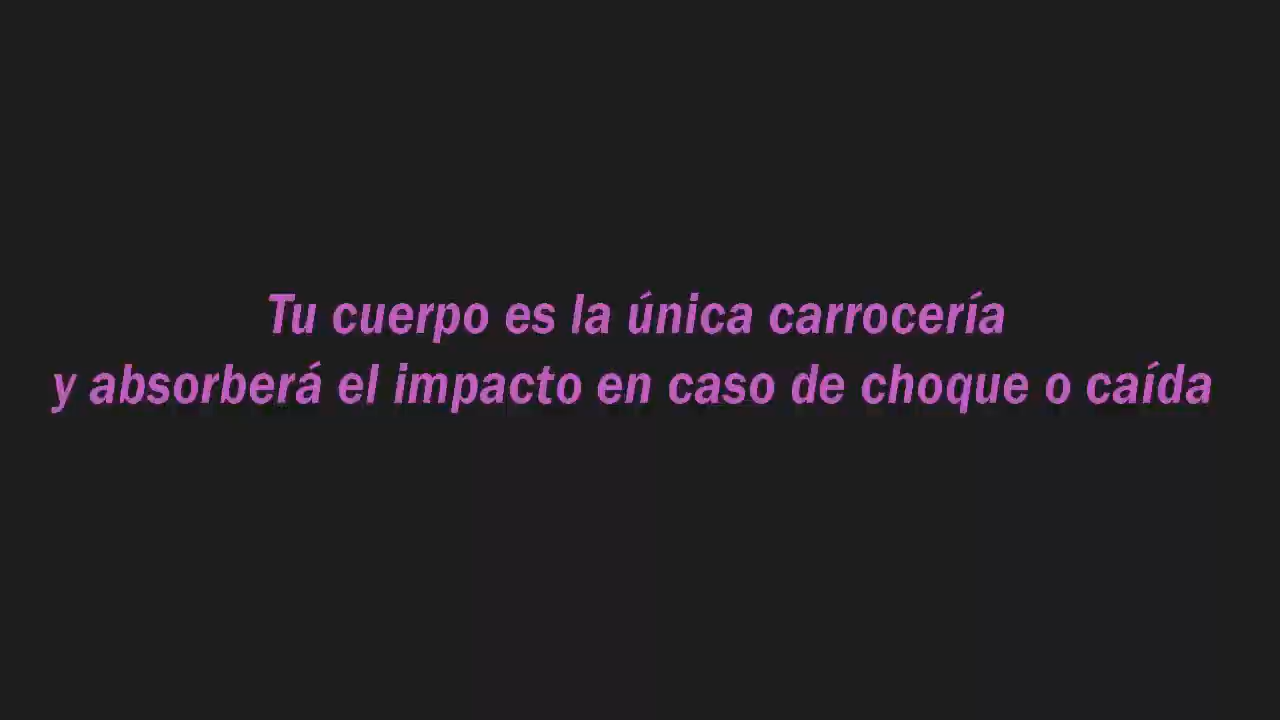 Tu cuerpo es la única carrocería
y absorberá el impacto en caso de choque o caída